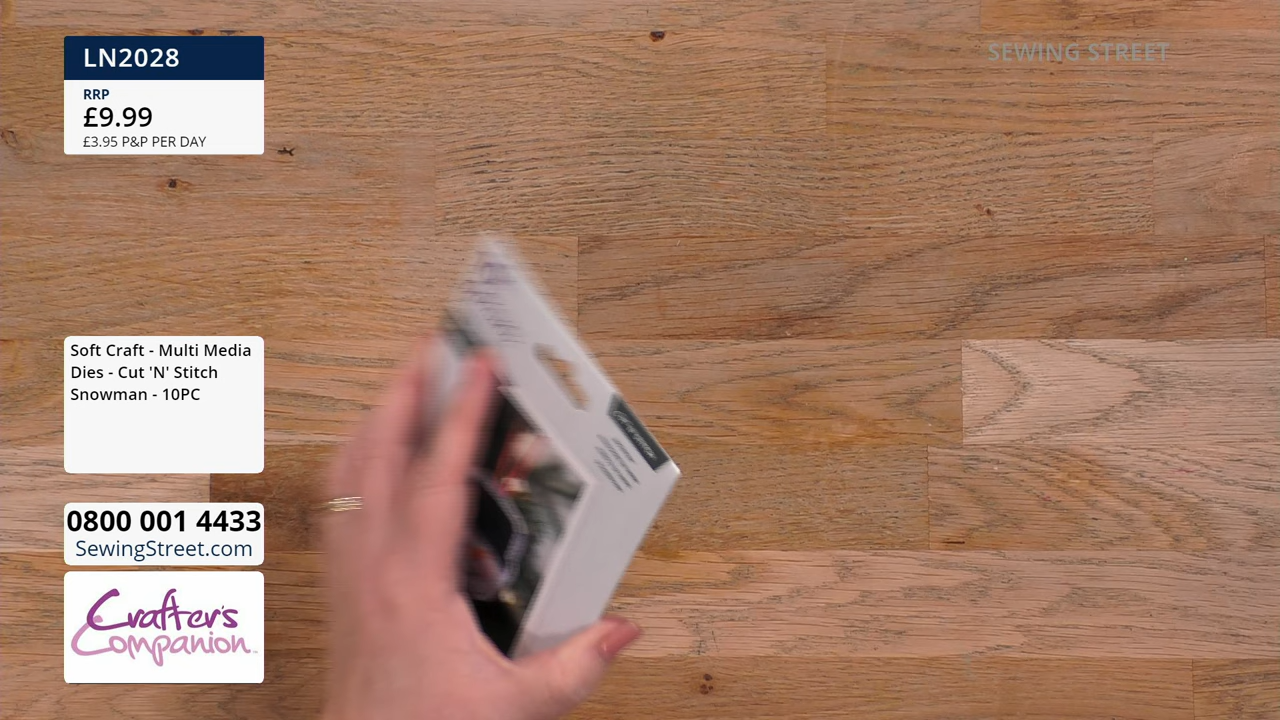 LN2028
RRP
£9.99
£3.95 P&P PER DAY
SEWING STREET
Soft Craft - Multi Media
Dies - Cut 'N' Stitch
Snowman - 10PC
0800 001 4433
SewingStreet.com
Crafter's
Companion